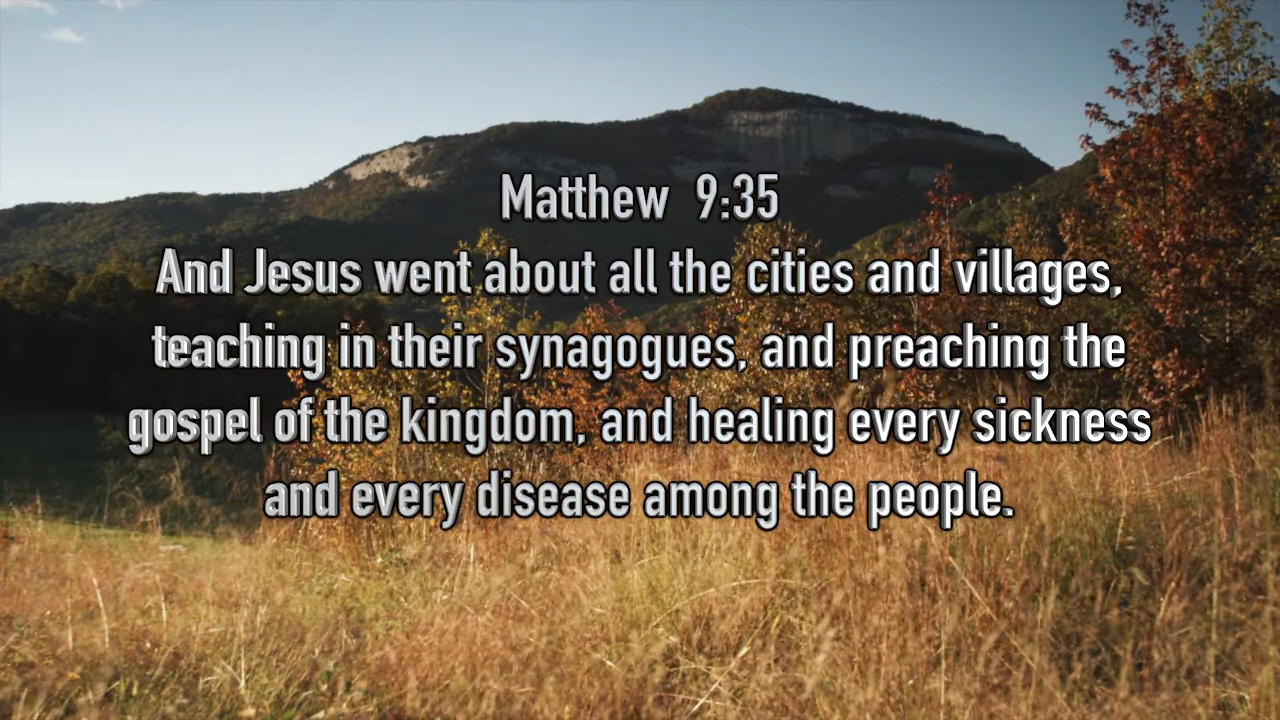 Matthew  9:35
And Jesus went about all the cities and villages,
teaching in their synagogues, and preaching the
gospel of the kingdom, and healing every sickness
and every disease among the people.